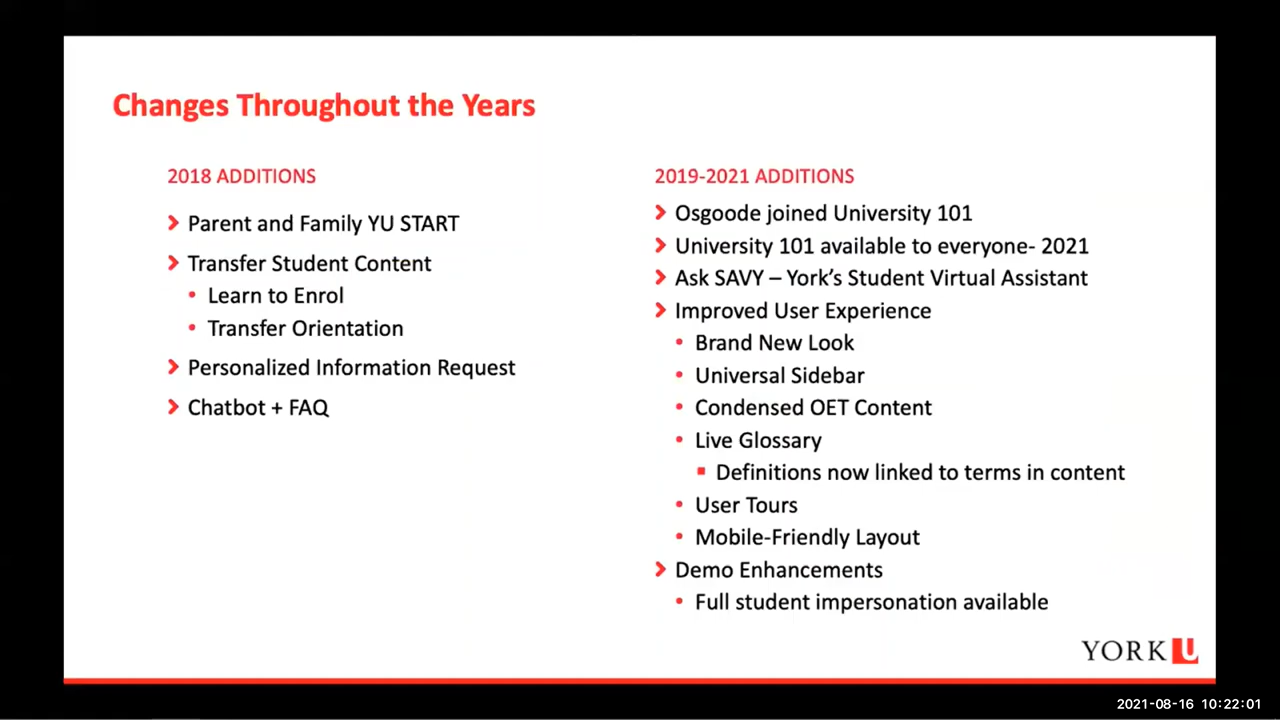 Changes Throughout the Years
2018 ADDITIONS
Parent and Family YU START
Transfer Student Content
Learn to Enrol
Transfer Orientation
Personalized Information Request
Chatbot + FAQ
2019-2021 ADDITIONS
Osgoode joined University 101
University 101 available to everyone- 2021
Ask SAVY – York’s Student Virtual Assistant
Improved User Experience
Brand New Look
Universal Sidebar
Condensed OET Content
Live Glossary
Definitions now linked to terms in content
User Tours
Mobile-Friendly Layout
Demo Enhancements
Full student impersonation available
YORK U
2021-08-16 10:22:01